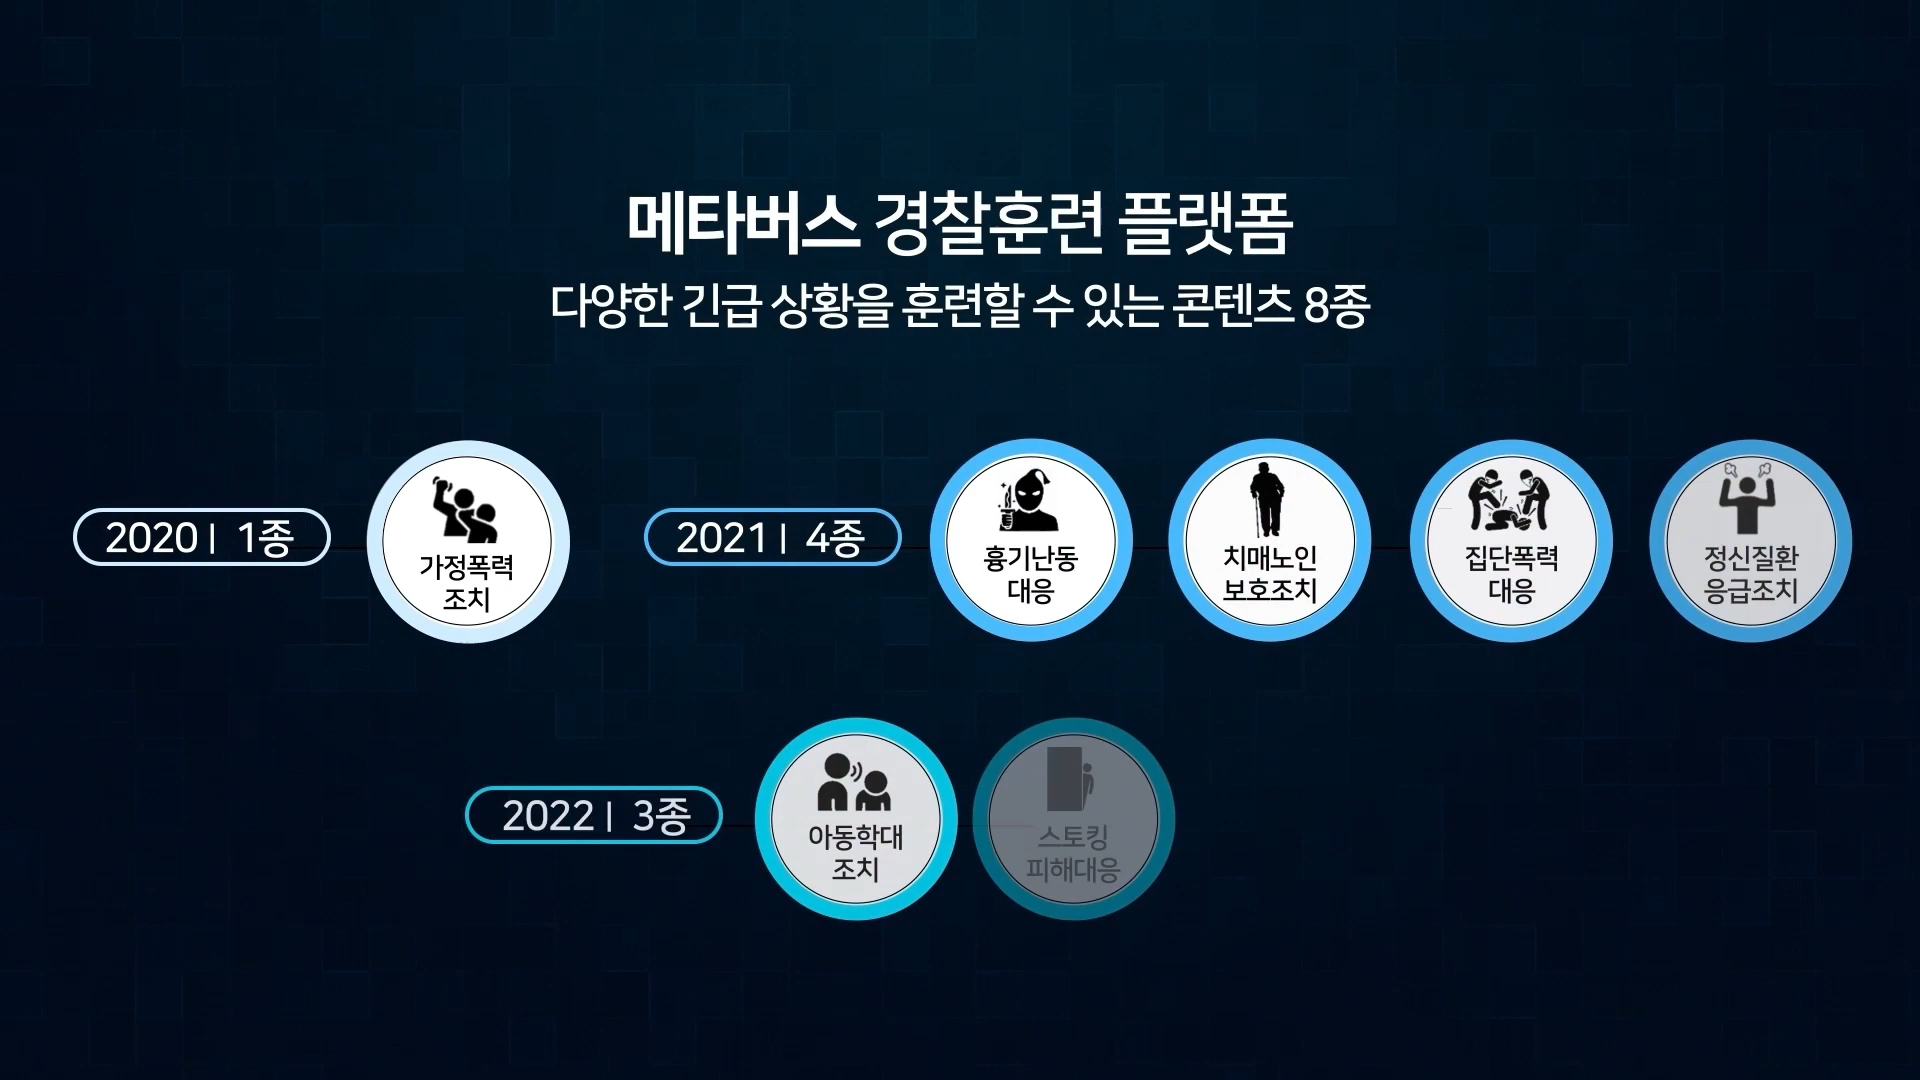 메타버스 경찰훈련 플랫폼
다양한 긴급 상황을 훈련할 수 있는 콘텐츠 8종
2020 | 1종
가정폭력
조치
2021 | 4종
흉기난동
대응
치매노인
보호조치
집단폭력
대응
정신질환
응급조치
2022 | 3종
아동학대
조치
스토킹
피해대응